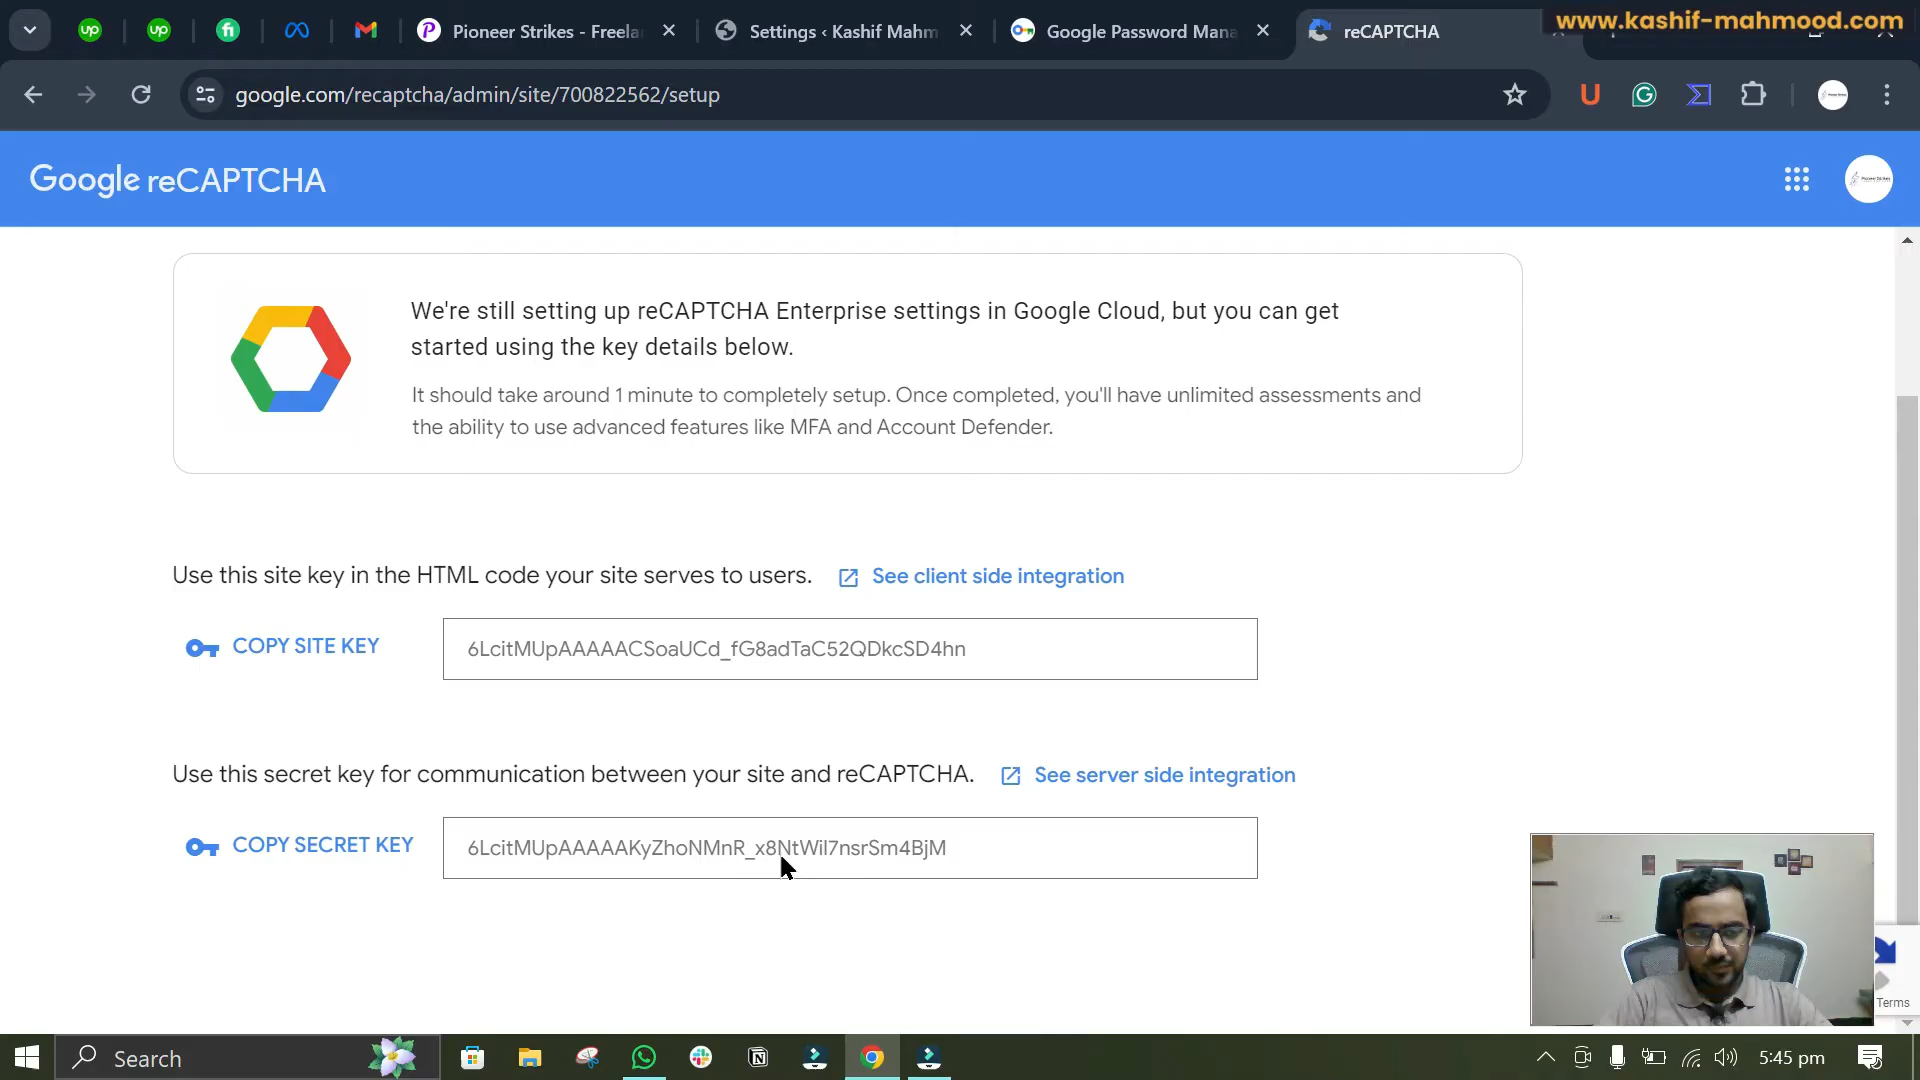 Pioneer Strikes - Freela
Settings ‹ Kashif Mahm
Google Password Mana
reCAPTCHA
www.kashif-mahmood.com
google.com/recaptcha/admin/site/700822562/setup
Google reCAPTCHA
We're still setting up reCAPTCHA Enterprise settings in Google Cloud, but you can get
started using the key details below.
It should take around 1 minute to completely setup. Once completed, you'll have unlimited assessments and
the ability to use advanced features like MFA and Account Defender.
Use this site key in the HTML code your site serves to users.
See client side integration
COPY SITE KEY
6LcitMUpAAAAACSoaUCd_fG8adTaC52QDkcSD4hn
Use this secret key for communication between your site and reCAPTCHA.
See server side integration
COPY SECRET KEY
6LcitMUpAAAAAKyZhoNMnR_x8NtWil7nsrSm4BjM
Terms
Search
5:45 pm